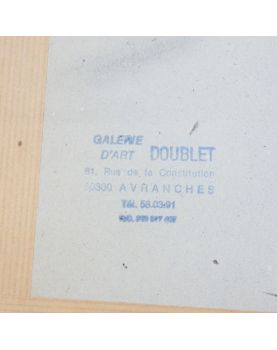 GALERIE
D'ART DOUBLET
81, Rue de la Constitution
50300 AVRANCHES
Tél. 58.03.91